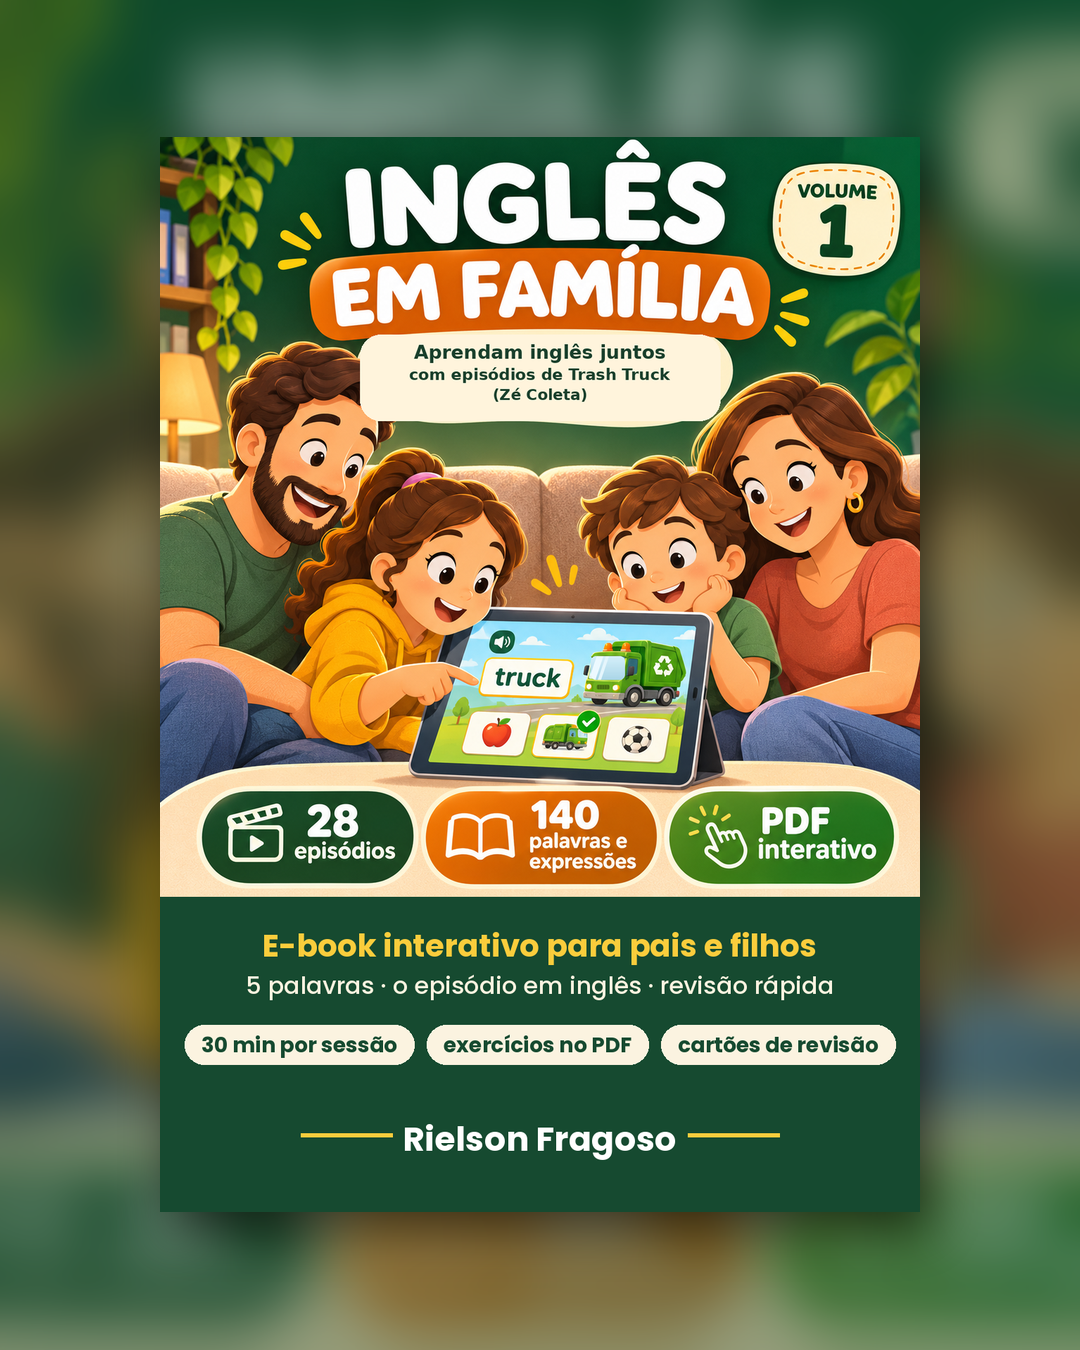 INGLÊS
EM FAMÍLIA
VOLUME
1
Aprendam inglês juntos
com episódios de Trash Truck
(Zé Coleta)
truck
28
episódios
140
palavras e
expressões
PDF
interativo
E-book interativo para pais e filhos
5 palavras · o episódio em inglês · revisão rápida
30 min por sessão
exercícios no PDF
cartões de revisão
Rielson Fragoso